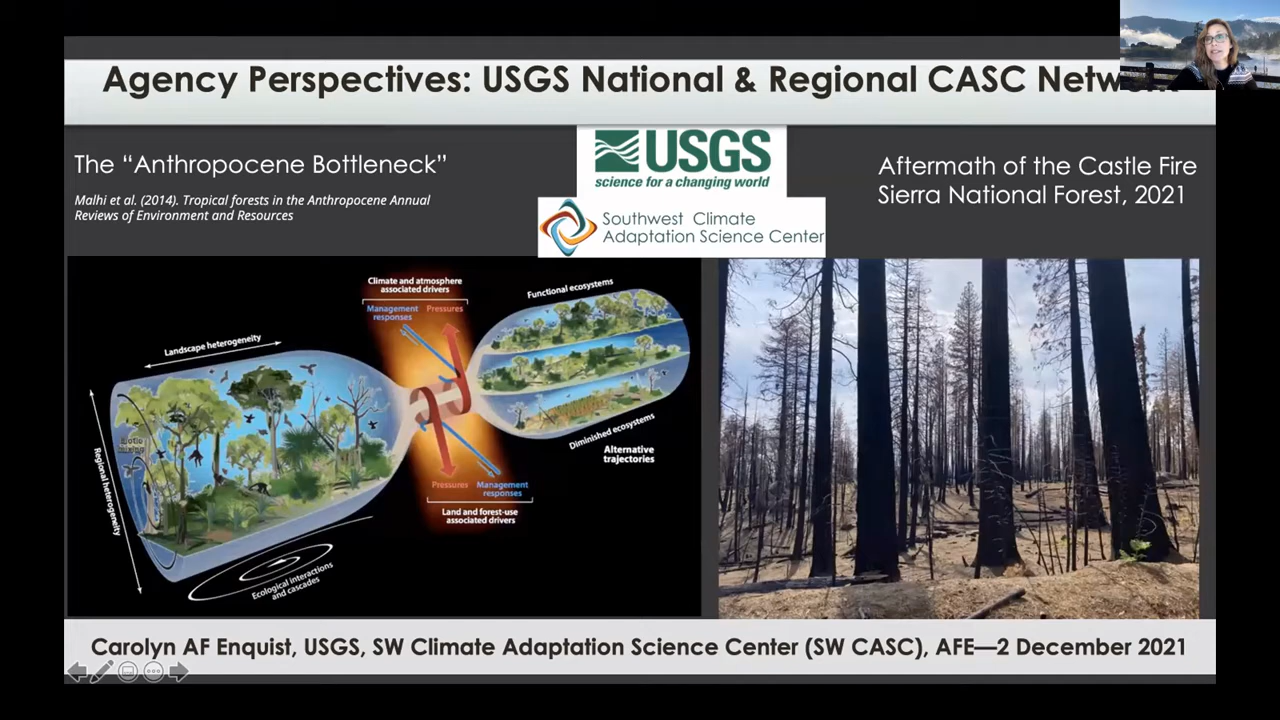 Agency Perspectives: USGS National & Regional CASC Network
The “Anthropocene Bottleneck”
Malhi et al. (2014). Tropical forests in the Anthropocene Annual
Reviews of Environment and Resources
USGS
science for a changing world
Southwest Climate
Adaptation Science Center
Aftermath of the Castle Fire
Sierra National Forest, 2021
Climate and atmosphere
associated drivers
Management
responses
Pressures
Functional ecosystems
Landscape heterogeneity
Regional heterogeneity
Biotic
mixing
Diminished ecosystems
Alternative
trajectories
Pressures
Management
responses
Land and forest-use
associated drivers
Ecological interactions
and cascades
Carolyn AF Enquist, USGS, SW Climate Adaptation Science Center (SW CASC), AFE—2 December 2021